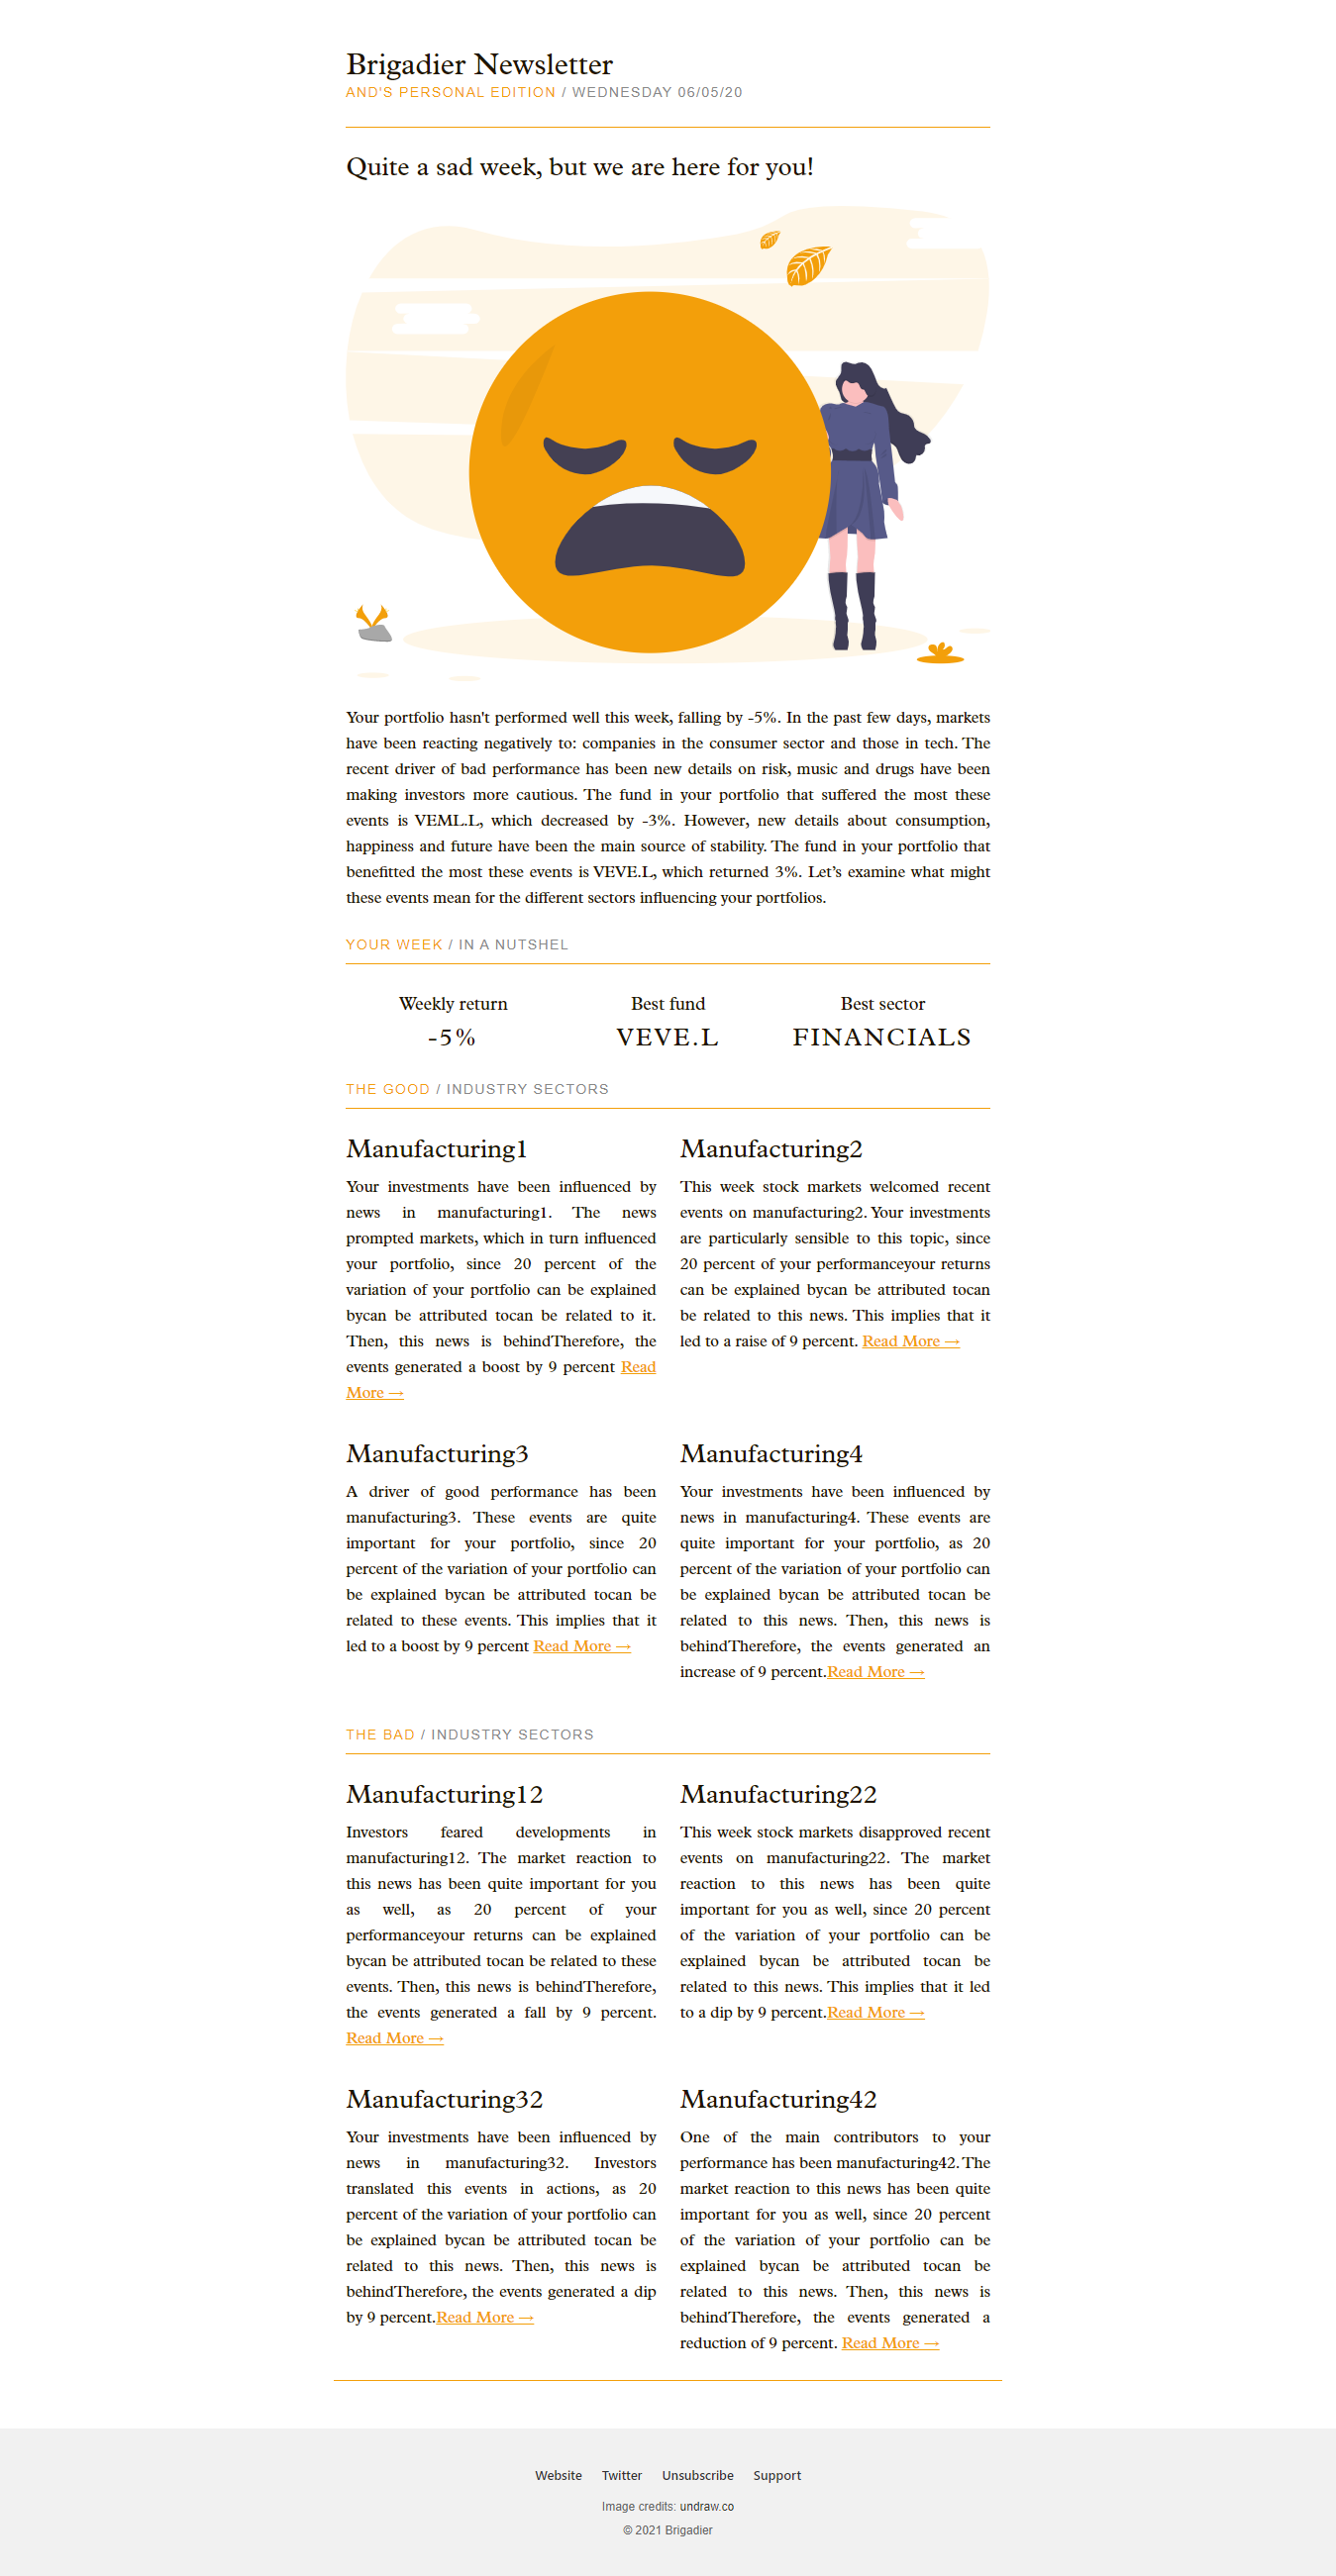 Brigadier Newsletter
AND'S PERSONAL EDITION / WEDNESDAY 06/05/20
Quite a sad week, but we are here for you!
Your portfolio hasn't performed well this week, falling by -5%. In the past few days, markets
have been reacting negatively to: companies in the consumer sector and those in tech. The
recent driver of bad performance has been new details on risk, music and drugs have been
making investors more cautious. The fund in your portfolio that suffered the most these
events is VEML.L, which decreased by -3%. However, new details about consumption,
happiness and future have been the main source of stability. The fund in your portfolio that
benefitted the most these events is VEVE.L, which returned 3%. Let’s examine what might
these events mean for the different sectors influencing your portfolios.
YOUR WEEK / IN A NUTSHEL
Weekly return
-5%
Best fund
VEVE.L
Best sector
FINANCIALS
THE GOOD / INDUSTRY SECTORS
Manufacturing1
Your investments have been influenced by
news in manufacturing1. The news
prompted markets, which in turn influenced
your portfolio, since 20 percent of the
variation of your portfolio can be explained
bycan be attributed tocan be related to it.
Then, this news is behindTherefore, the
events generated a boost by 9 percent Read
More →
Manufacturing2
This week stock markets welcomed recent
events on manufacturing2. Your investments
are particularly sensible to this topic, since
20 percent of your performanceyour returns
can be explained bycan be attributed tocan
be related to this news. This implies that it
led to a raise of 9 percent. Read More →
Manufacturing3
A driver of good performance has been
manufacturing3. These events are quite
important for your portfolio, since 20
percent of the variation of your portfolio can
be explained bycan be attributed tocan be
related to these events. This implies that it
led to a boost by 9 percent Read More →
Manufacturing4
Your investments have been influenced by
news in manufacturing4. These events are
quite important for your portfolio, as 20
percent of the variation of your portfolio can
be explained bycan be attributed tocan be
related to this news. Then, this news is
behindTherefore, the events generated an
increase of 9 percent.Read More →
THE BAD / INDUSTRY SECTORS
Manufacturing12
Investors feared developments in
manufacturing12. The market reaction to
this news has been quite important for you
as well, as 20 percent of your
performanceyour returns can be explained
bycan be attributed tocan be related to these
events. Then, this news is behindTherefore,
the events generated a fall by 9 percent.
Read More →
Manufacturing22
This week stock markets disapproved recent
events on manufacturing22. The market
reaction to this news has been quite
important for you as well, since 20 percent
of the variation of your portfolio can be
explained bycan be attributed tocan be
related to this news. This implies that it led
to a dip by 9 percent.Read More →
Manufacturing32
Your investments have been influenced by
news in manufacturing32. Investors
translated this events in actions, as 20
percent of the variation of your portfolio can
be explained bycan be attributed tocan be
related to this news. Then, this news is
behindTherefore, the events generated a dip
by 9 percent.Read More →
Manufacturing42
One of the main contributors to your
performance has been manufacturing42. The
market reaction to this news has been quite
important for you as well, since 20 percent
of the variation of your portfolio can be
explained bycan be attributed tocan be
related to this news. Then, this news is
behindTherefore, the events generated a
reduction of 9 percent. Read More →
Website Twitter Unsubscribe Support
Image credits: undraw.co
© 2021 Brigadier